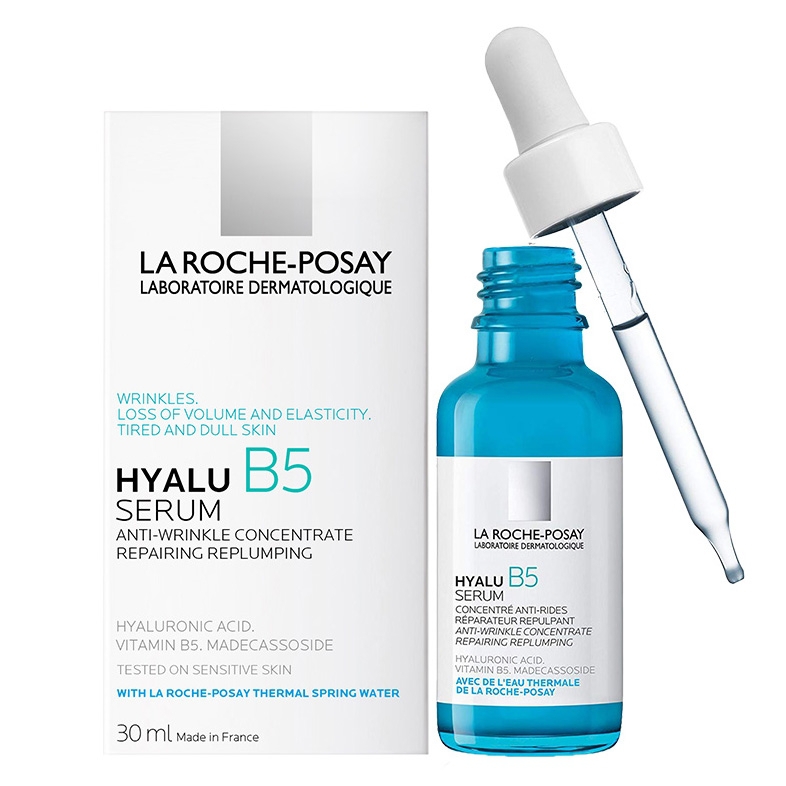 LA ROCHE-POSAY
LABORATOIRE DERMATOLOGIQUE
WRINKLES.
LOSS OF VOLUME AND ELASTICITY.
TIRED AND DULL SKIN
HYALU B5
SERUM
ANTI-WRINKLE CONCENTRATE
REPAIRING REPLUMPING
HYALURONIC ACID.
VITAMIN B5. MADECASSOSIDE
TESTED ON SENSITIVE SKIN
WITH LA ROCHE-POSAY THERMAL SPRING WATER
30 ml Made in France
LA ROCHE-POSAY
LABORATOIRE DERMATOLOGIQUE
HYALU B5
SERUM
CONCENTRÉ ANTI-RIDES
RÉPARATEUR REPULPANT
ANTI-WRINKLE CONCENTRATE
REPAIRING REPLUMPING
HYALURONIC ACID.
VITAMIN B5. MADECASSOSIDE
AVEC DE L'EAU THERMALE
DE LA ROCHE-POSAY